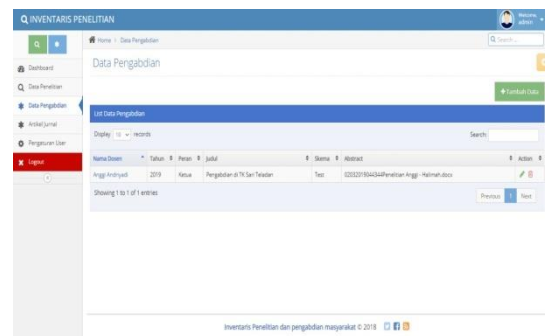 INVENTARIS PENELITIAN
Welcome, admin
Home > Data Pengabdian
Search ...
Dashboard
Data Penelitian
Data Pengabdian
Artikel Jurnal
Pengaturan User
Logout
Data Pengabdian
+Tambah Data
List Data Pengabdian
Display 10 records
Search:
Nama Dosen Tahun Peran Judul Skema Abstract Action
Anggi Andriyadi 2019 Ketua Pengabdian di TK Sari Teladan Test 02032019044344Penelitian Anggi - Halimah.docx
Showing 1 to 1 of 1 entries
Previous 1 Next
Inventaris Penelitian dan pengabdian masyarakat © 2018